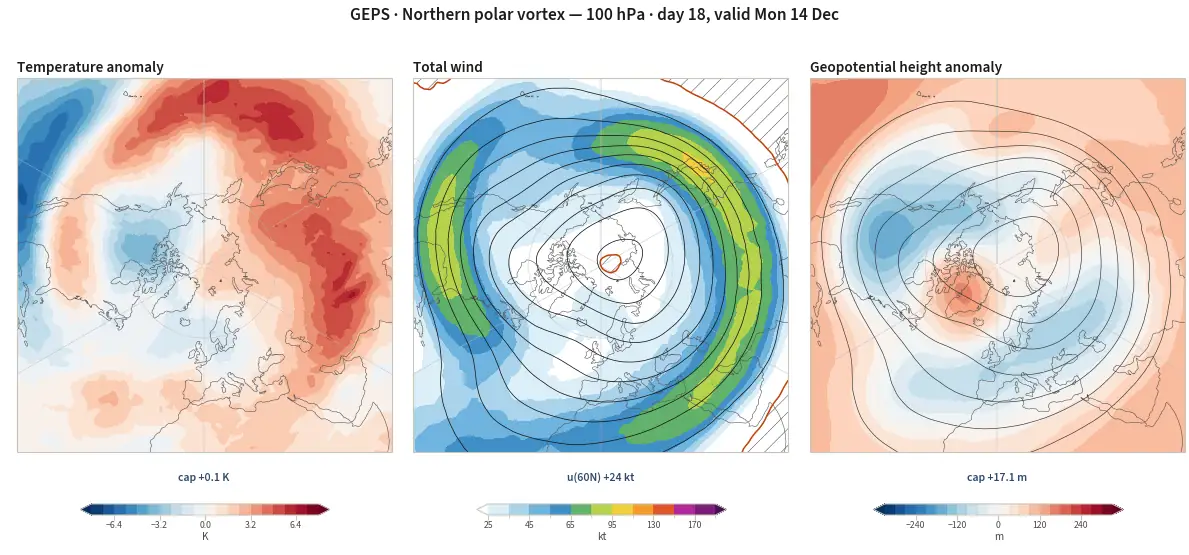 GEPS · Northern polar vortex — 100 hPa · day 18, valid Mon 14 Dec
Temperature anomaly
Total wind
Geopotential height anomaly
cap +0.1 K
u(60N) +24 kt
cap +17.1 m
−6.4 −3.2 0.0 3.2 6.4
K
25 45 65 95 130 170
kt
−240 −120 0 120 240
m